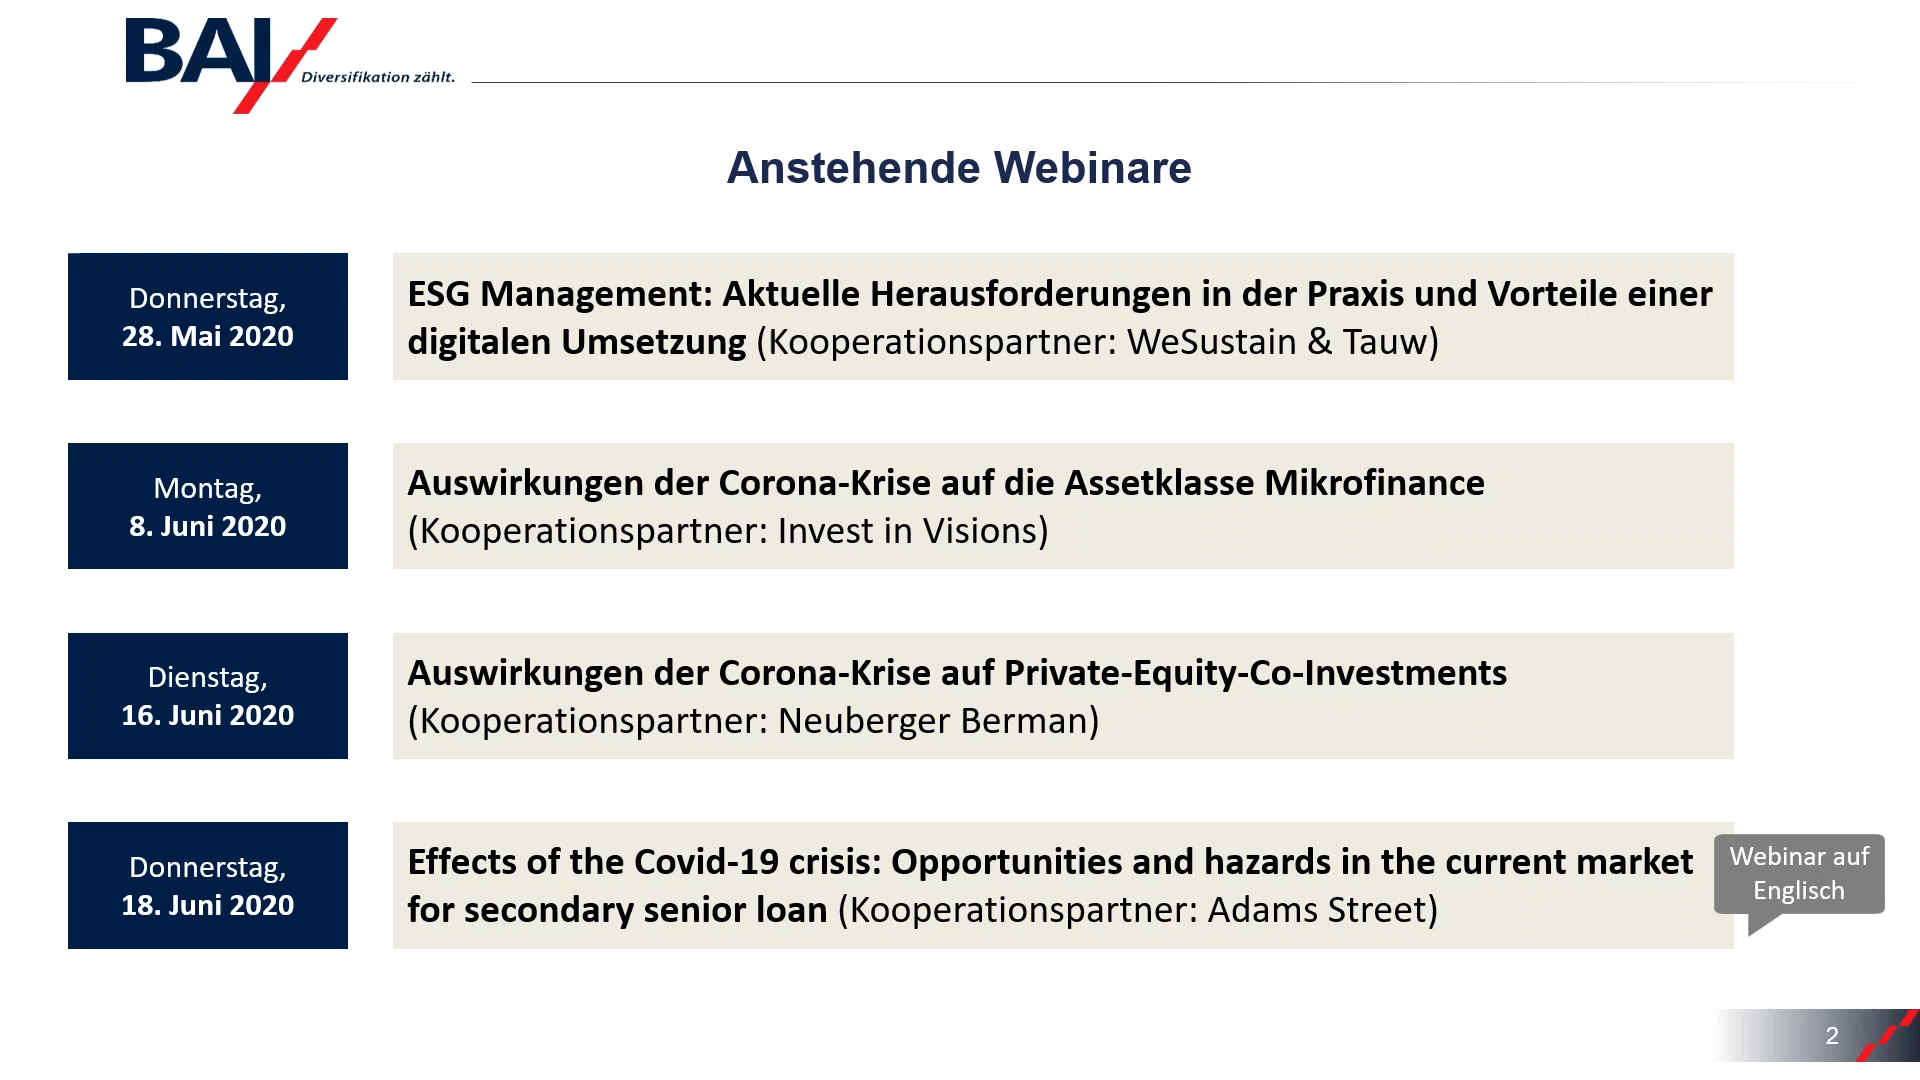 BAI
Diversifikation zählt.
Anstehende Webinare
Donnerstag,
28. Mai 2020
ESG Management: Aktuelle Herausforderungen in der Praxis und Vorteile einer
digitalen Umsetzung (Kooperationspartner: WeSustain & Tauw)
Montag,
8. Juni 2020
Auswirkungen der Corona-Krise auf die Assetklasse Mikrofinance
(Kooperationspartner: Invest in Visions)
Dienstag,
16. Juni 2020
Auswirkungen der Corona-Krise auf Private-Equity-Co-Investments
(Kooperationspartner: Neuberger Berman)
Donnerstag,
18. Juni 2020
Effects of the Covid-19 crisis: Opportunities and hazards in the current market
for secondary senior loan (Kooperationspartner: Adams Street)
Webinar auf
Englisch
2